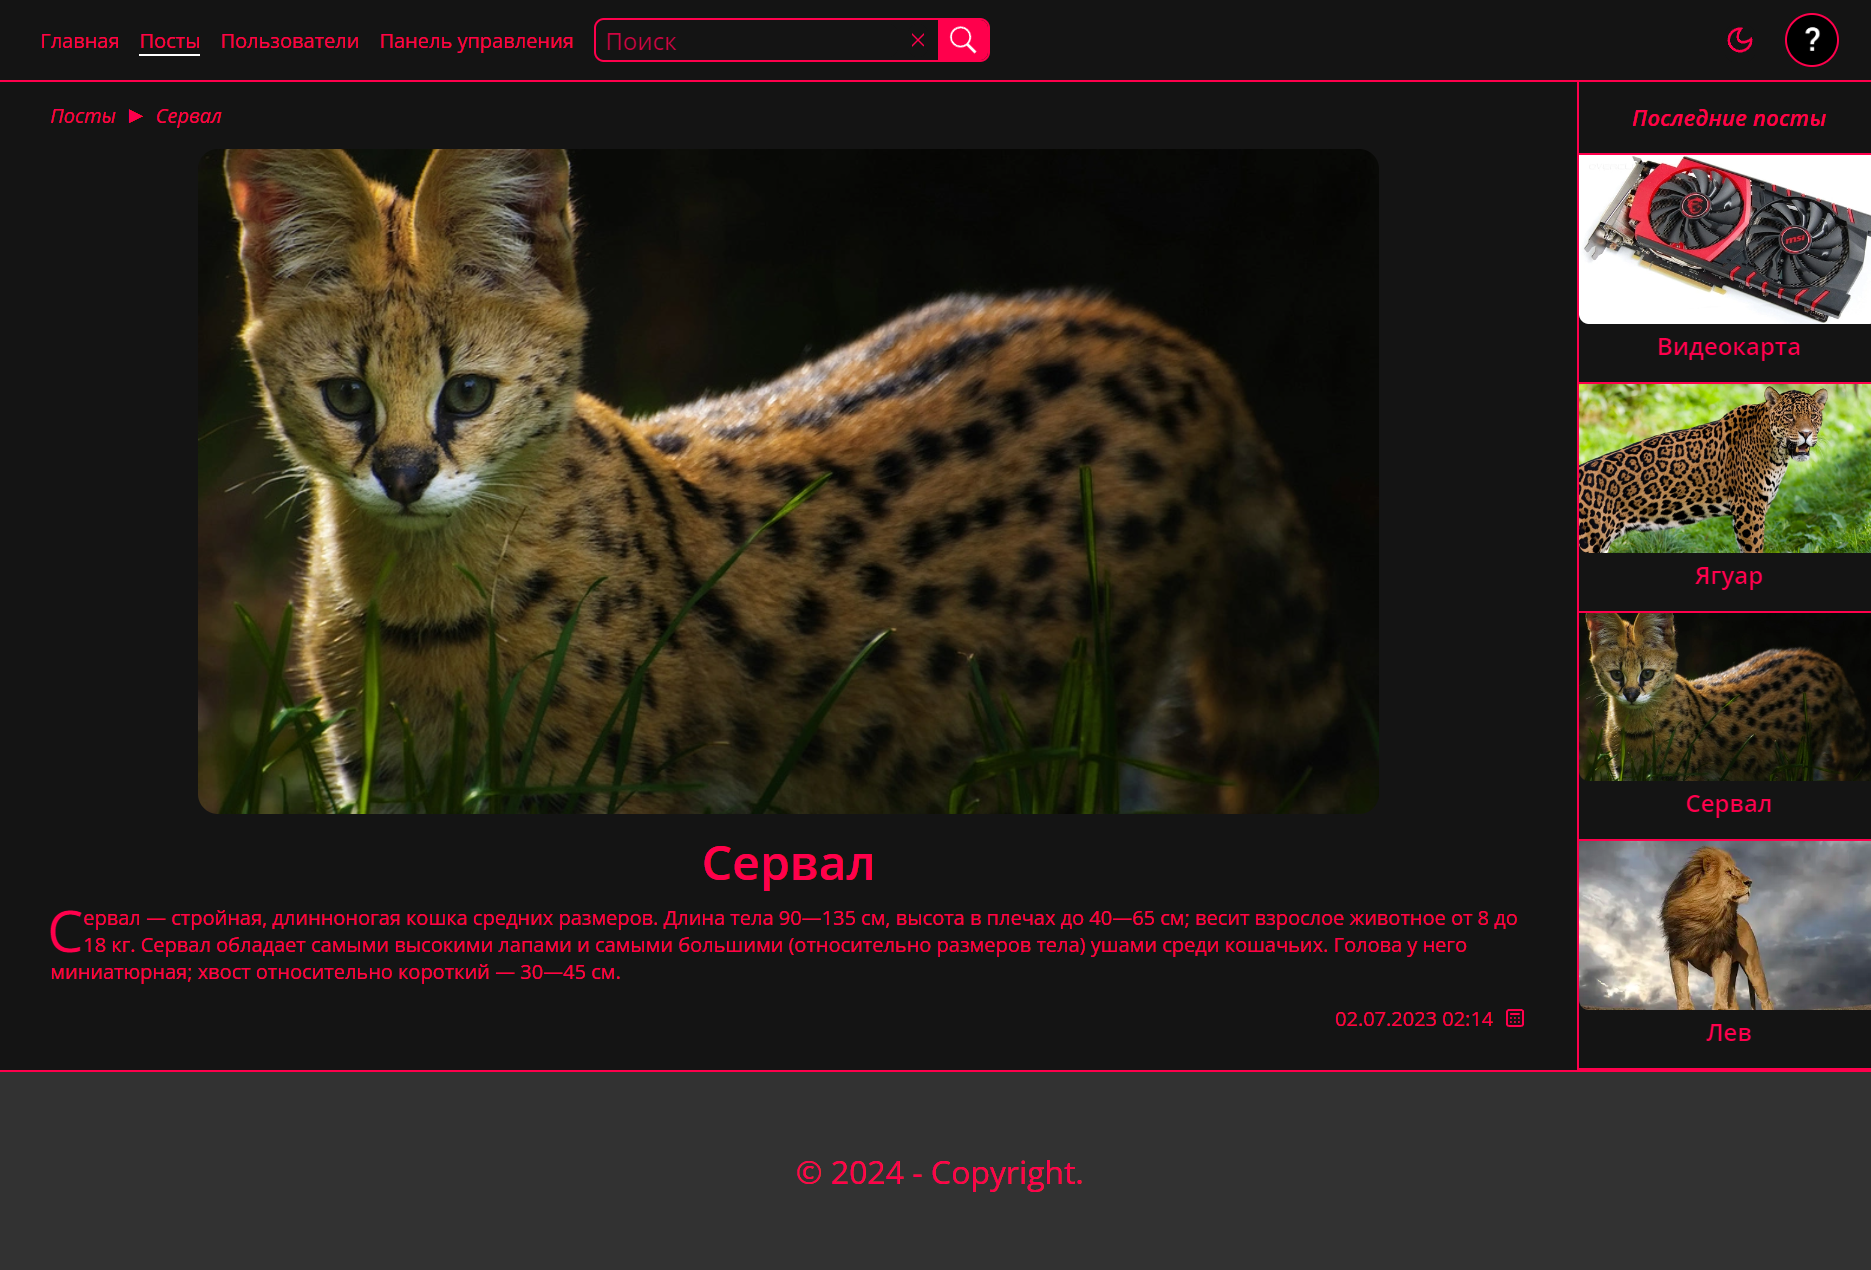 Главная Посты Пользователи Панель управления Поиск ?
Посты ► Сервал
Сервал
Сервал — стройная, длинноногая кошка средних размеров. Длина тела 90—135 см, высота в плечах до 40—65 см; весит взрослое животное от 8 до
18 кг. Сервал обладает самыми высокими лапами и самыми большими (относительно размеров тела) ушами среди кошачьих. Голова у него
миниатюрная; хвост относительно короткий — 30—45 см.
02.07.2023 02:14
Последние посты
msi
Видеокарта
Ягуар
Сервал
Лев
© 2024 - Copyright.